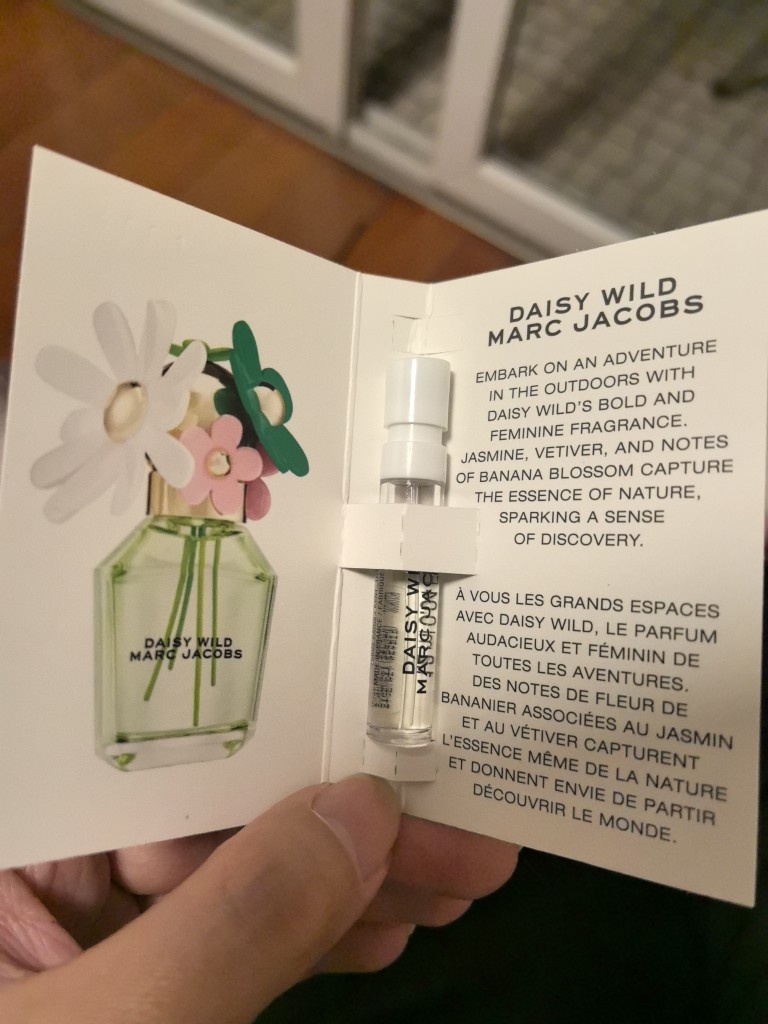 DAISY WILD
MARC JACOBS
DAISY WILD
MARC JACOBS
EMBARK ON AN ADVENTURE
IN THE OUTDOORS WITH
DAISY WILD'S BOLD AND
FEMININE FRAGRANCE.
JASMINE, VETIVER, AND NOTES
OF BANANA BLOSSOM CAPTURE
THE ESSENCE OF NATURE,
SPARKING A SENSE
OF DISCOVERY.
À VOUS LES GRANDS ESPACES
AVEC DAISY WILD, LE PARFUM
AUDACIEUX ET FÉMININ DE
TOUTES LES AVENTURES.
DES NOTES DE FLEUR DE
BANANIER ASSOCIÉES AU JASMIN
ET AU VÉTIVER CAPTURENT
L'ESSENCE MÊME DE LA NATURE
ET DONNENT ENVIE DE PARTIR
DÉCOUVRIR LE MONDE.